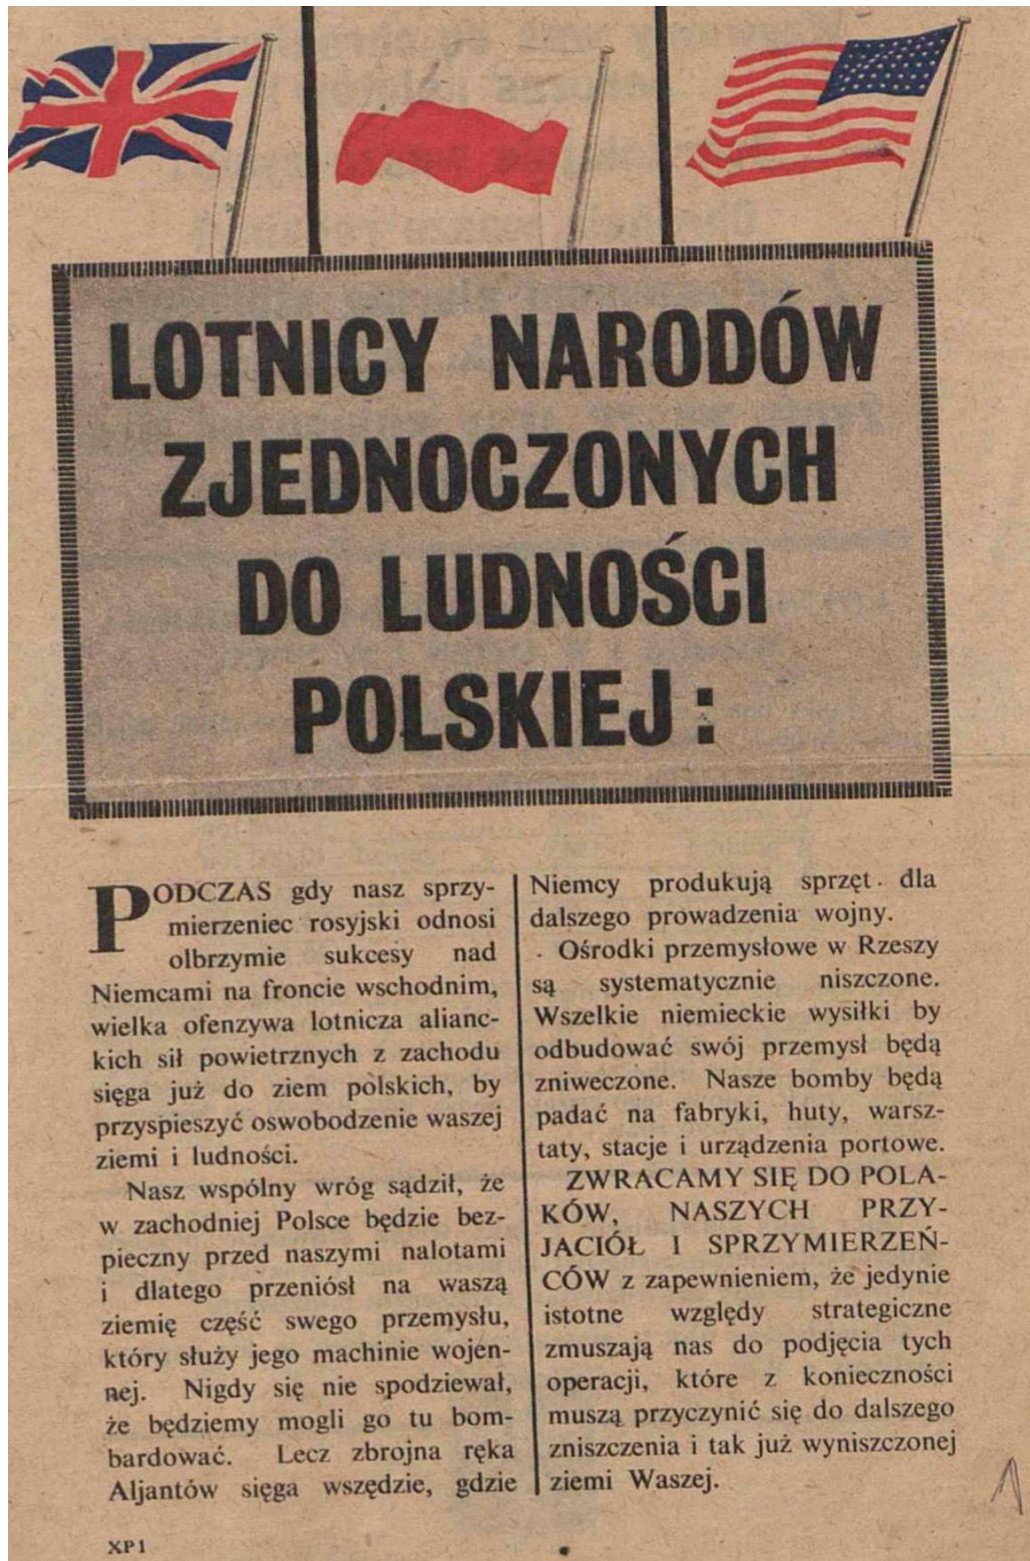 LOTNICY NARODÓW
ZJEDNOCZONYCH
DO LUDNOŚCI
POLSKIEJ:
PODCZAS gdy nasz sprzy-
mierzeniec rosyjski odnosi
olbrzymie sukcesy nad
Niemcami na froncie wschodnim,
wielka ofenzywa lotnicza alianc-
kich sił powietrznych z zachodu
sięga już do ziem polskich, by
przyspieszyć oswobodzenie waszej
ziemi i ludności.
Nasz wspólny wróg sądził, że
w zachodniej Polsce będzie bez-
pieczny przed naszymi nalotami
i dlatego przeniósł na waszą
ziemię część swego przemysłu,
który służy jego machinie wojen-
nej. Nigdy się nie spodziewał,
że będziemy mogli go tu bom-
bardować. Lecz zbrojna ręka
Aljantów sięga wszędzie, gdzie
Niemcy produkują sprzęt dla
dalszego prowadzenia wojny.
Ośrodki przemysłowe w Rzeszy
są systematycznie niszczone.
Wszelkie niemieckie wysiłki by
odbudować swój przemysł będą
zniweczone. Nasze bomby będą
padać na fabryki, huty, warsz-
taty, stacje i urządzenia portowe.
ZWRACAMY SIĘ DO POLA-
KÓW, NASZYCH PRZY-
JACIÓŁ I SPRZYMIERZEŃ-
CÓW z zapewnieniem, że jedynie
istotne względy strategiczne
zmuszają nas do podjęcia tych
operacji, które z konieczności
muszą przyczynić się do dalszego
zniszczenia i tak już wyniszczonej
ziemi Waszej.
XP1
1